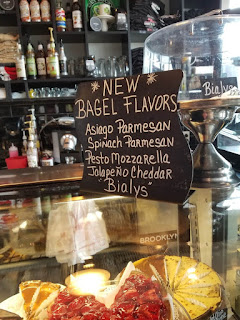 *NEW*
BAGEL FLAVORS
Asiago Parmesan
Spinach Parmesan
Pesto Mozzarella
Jalapeño Cheddar
"Bialys"
Bialys
BROOKLYN